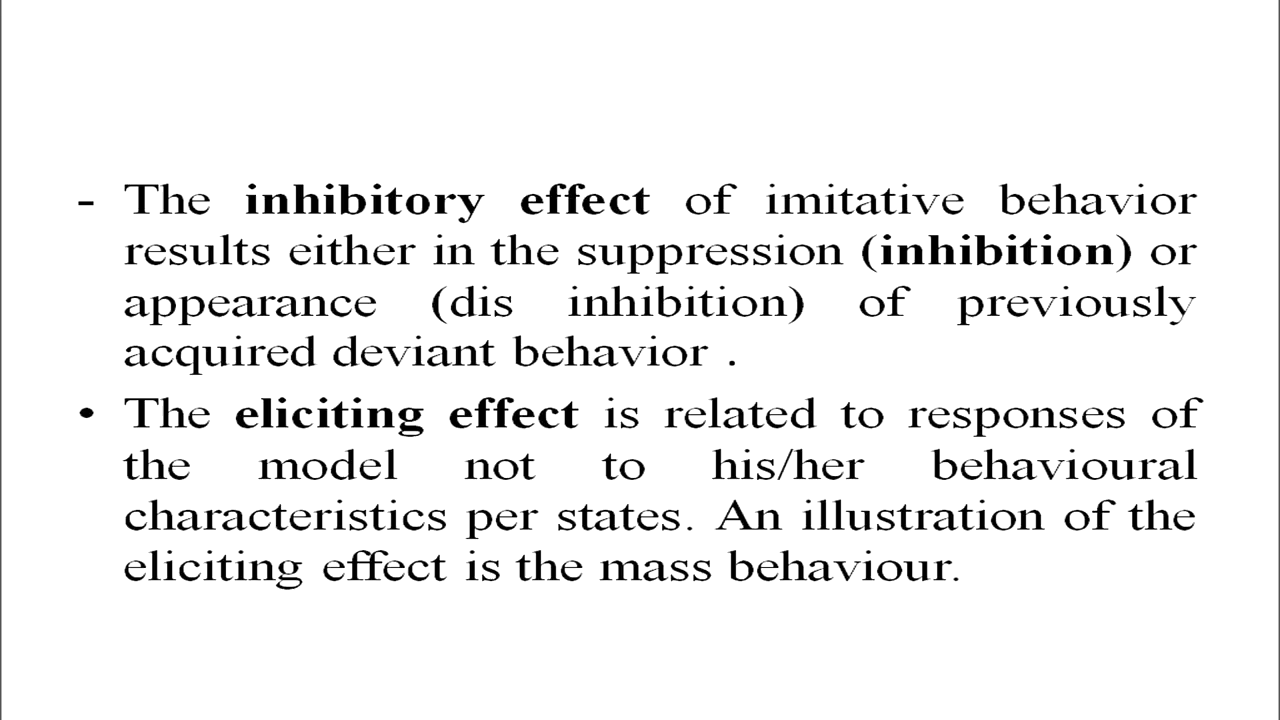 - The inhibitory effect of imitative behavior
results either in the suppression (inhibition) or
appearance (dis inhibition) of previously
acquired deviant behavior .
• The eliciting effect is related to responses of
the model not to his/her behavioural
characteristics per states. An illustration of the
eliciting effect is the mass behaviour.